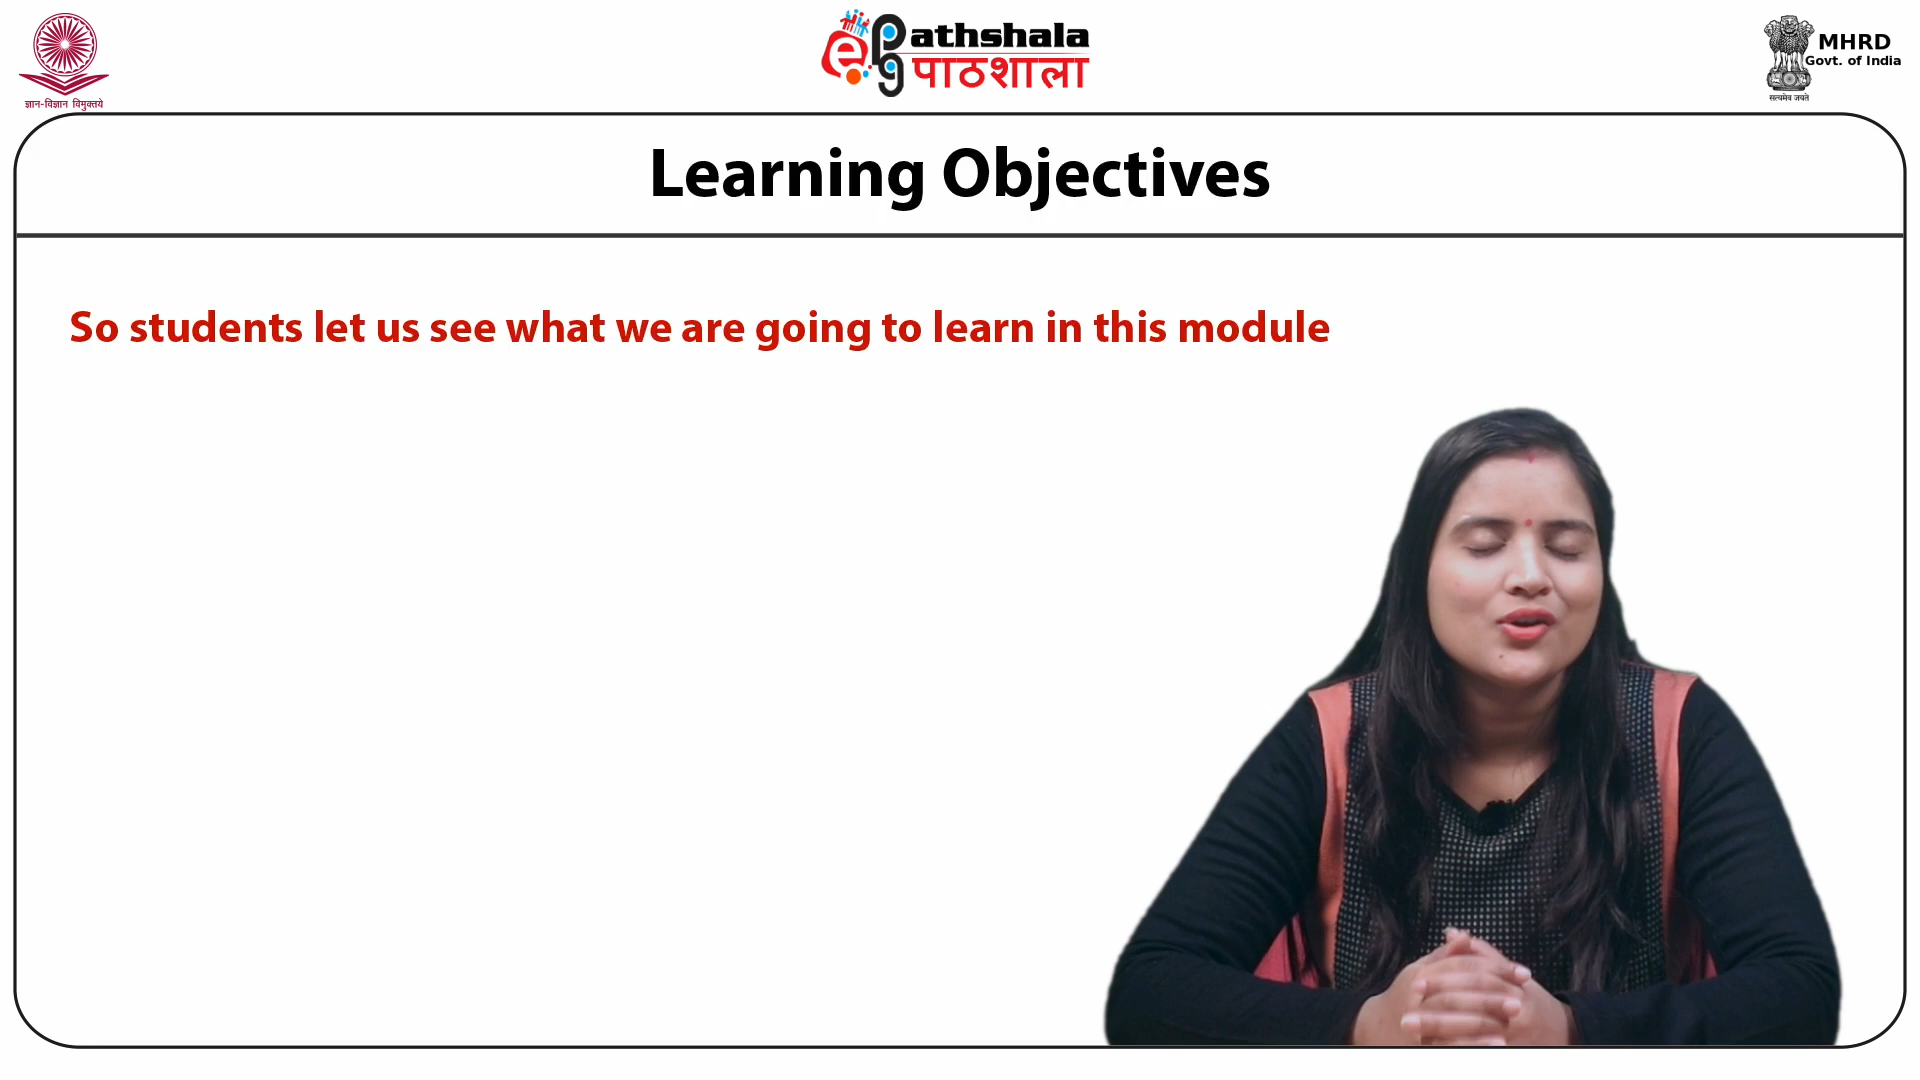 ज्ञान-विज्ञान विमुक्तये
ePathshala
पाठशाला
MHRD
Govt. of India
सत्यमेव जयते
Learning Objectives
So students let us see what we are going to learn in this module